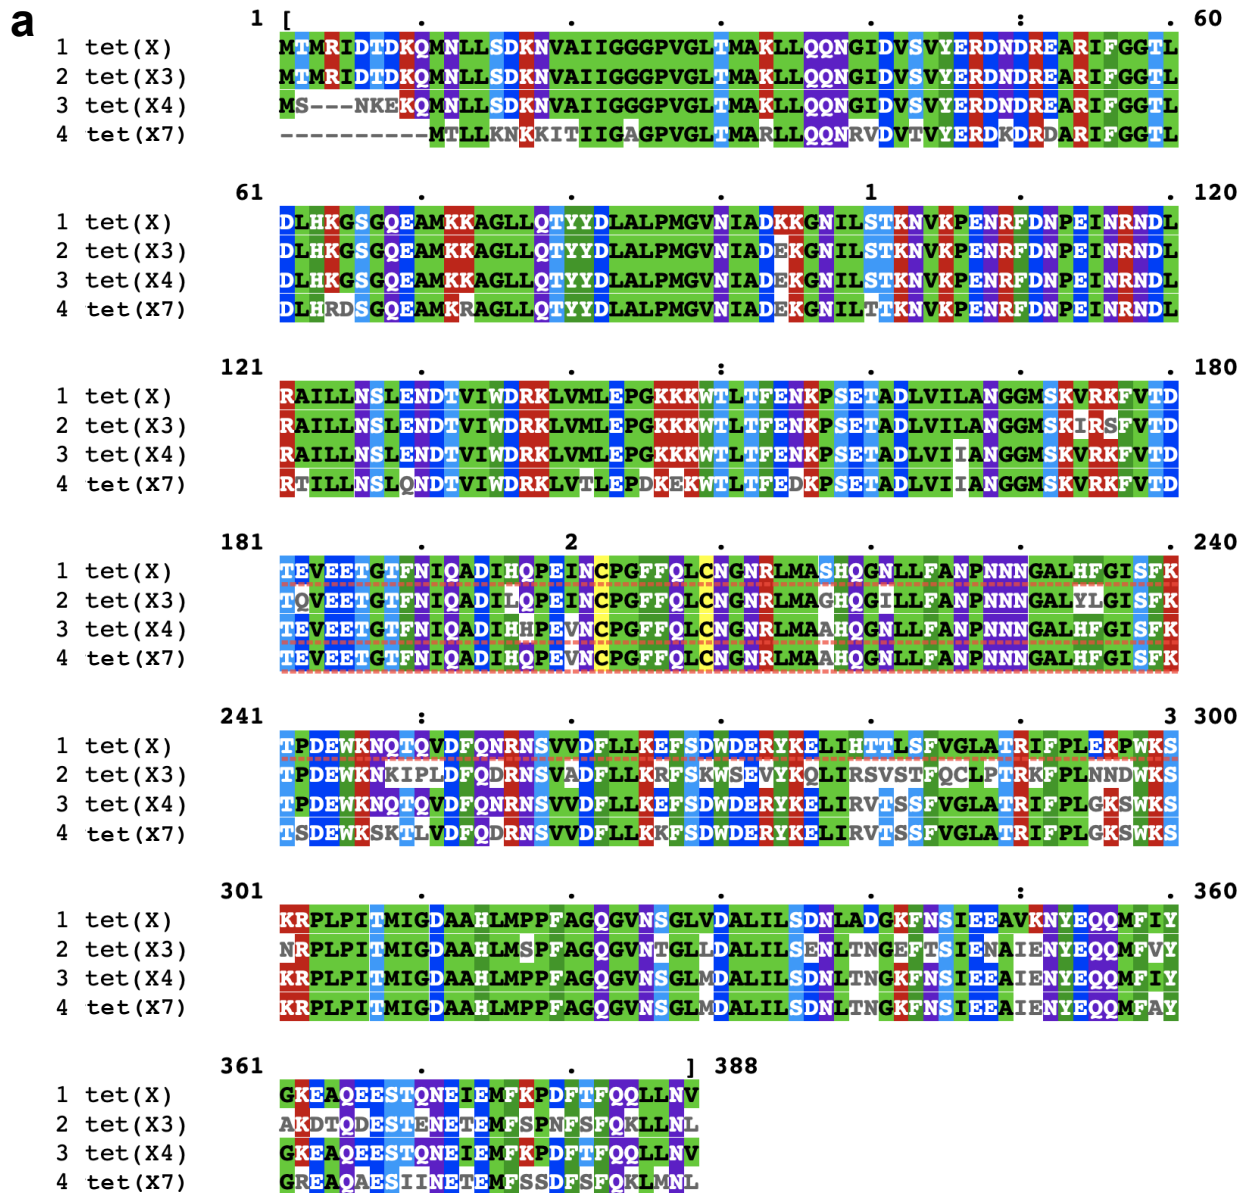 a
1 [ . : . : . 60
1 tet(X) MTMRIDTDKQMNLLSDKNVAIIGGGPVGLTMAKLLQQNGIDVSVYERDNDREARIFGGTL
2 tet(X3) MTMRIDTDKQMNLLSDKNVAIIGGGPVGLTMAKLLQQNGIDVSVYERDNDREARIFGGTL
3 tet(X4) MS---NKEKQMNLLSDKNVAIIGGGPVGLTMAKLLQQNGIDVSVYERDNDREARIFGGTL
4 tet(X7) ----------MTLLKNKKITIIGAGPVGLTMARLLQQNRVDVTVYERDKDRDARIFGGTL
61 . . . 1 . . 120
1 tet(X) DLHKGSGQEAMKKAGLLQTYYDLALPMGVNIADKKGNILSTKNVKPENRFDNPEINRNDL
2 tet(X3) DLHKGSGQEAMKKAGLLQTYYDLALPMGVNIADEKGNILSTKNVKPENRFDNPEINRNDL
3 tet(X4) DLHKGSGQEAMKKAGLLQTYYDLALPMGVNIADEKGNILSTKNVKPENRFDNPEINRNDL
4 tet(X7) DLHRDSGQEAMKRAGLLQTYYDLALPMGVNIADEKGNILTTKNVKPENRFDNPEINRNDL
121 . . : . . . 180
1 tet(X) RAILLNSLENDTVIWDRKLVMLEPGKKKWTLTFENKPSETADLVILANGGMSKVRKFVTD
2 tet(X3) RAILLNSLENDTVIWDRKLVMLEPGKKKWTLTFENKPSETADLVILANGGMSKIRSFVTD
3 tet(X4) RAILLNSLENDTVIWDRKLVMLEPGKKKWTLTFENKPSETADLVIIANGGMSKVRKFVTD
4 tet(X7) RTILLNSLQNDTVIWDRKLVTLEPDKEKWTLTFEDKPSETADLVIIANGGMSKVRKFVTD
181 . 2 . . . . 240
1 tet(X) TEVEETGTFNIQADIHQPEINCPGFFQLCNGNRLMASHQGNLLFANPNNNGALHFGISFK
2 tet(X3) TQVEETGTFNIQADILQPEINCPGFFQLCNGNRLMAGHQGILLFANPNNNGALYLGISFK
3 tet(X4) TEVEETGTFNIQADIHHPEVNCPGFFQLCNGNRLMAAHQGNLLFANPNNNGALHFGISFK
4 tet(X7) TEVEETGTFNIQADIHQPEVNCPGFFQLCNGNRLMAAHQGNLLFANPNNNGALHFGISFK
241 : . . . . 3 300
1 tet(X) TPDEWKNQTQVDFQNRNSVVDFLLKEFSDWDERYKELIHTTLSFVGLATRIFPLEKPWKS
2 tet(X3) TPDEWKNKIPLDFQDRNSVADFLLKRFSKWSEVYKQLIRSVSTFQCLPTRKFPLNNDWKS
3 tet(X4) TPDEWKNQTQVDFQNRNSVVDFLLKEFSDWDERYKELIRVTSSFVGLATRIFPLGKSWKS
4 tet(X7) TSDEWKSKTLVDFQDRNSVVDFLLKKFSDWDERYKELIRVTSSFVGLATRIFPLGKSWKS
301 . . . . : . 360
1 tet(X) KRPLPITMIGDAAHLMPPFAGQGVNSGLVDALILSDNLADGKFNSIEEAVKNYEQQMFIY
2 tet(X3) NRPLPITMIGDAAHLMSPFAGQGVNTGLLDALILSENLTNGEFTSIENAIENYEQQMFVY
3 tet(X4) KRPLPITMIGDAAHLMPPFAGQGVNSGLMDALILSDNLTNGKFNSIEEAIENYEQQMFIY
4 tet(X7) KRPLPITMIGDAAHLMPPFAGQGVNSGLMDALILSDNLTNGKFNSIEEAIENYEQQMFAY
361 . . ] 388
1 tet(X) GKEAQEESTQNEIEMFKPDFTFQQLLNV
2 tet(X3) AKDTQDESTENETEMFSPNFSFQKLLNL
3 tet(X4) GKEAQEESTQNEIEMFKPDFTFQQLLNV
4 tet(X7) GREAQAESIINETEMFSSDFSFQKLMNL